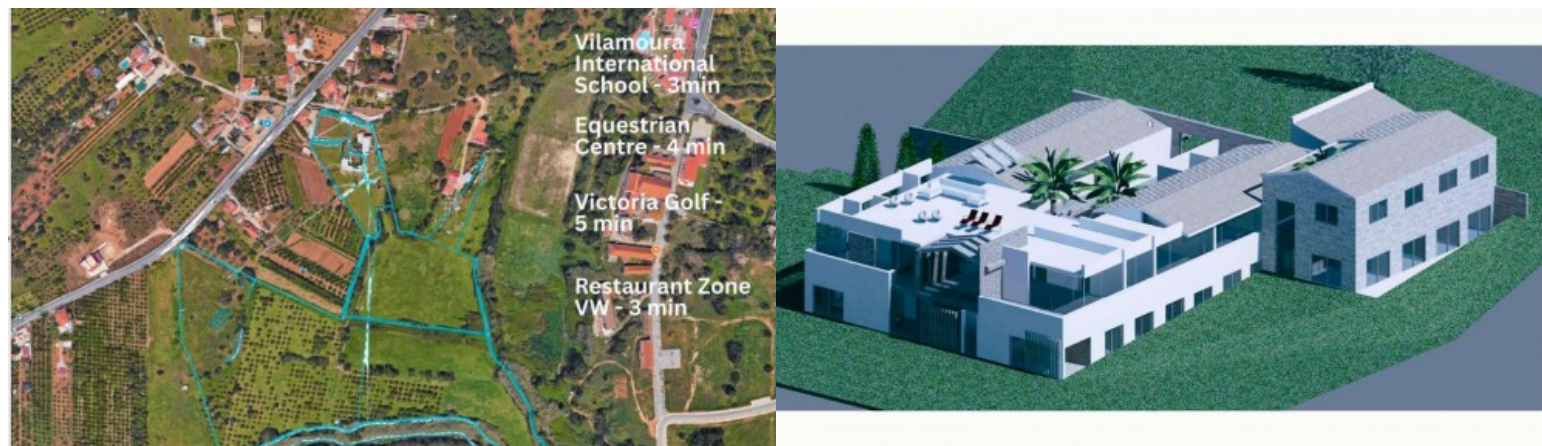 Vilamoura
International
School - 3min
Equestrian
Centre - 4 min
Victoria Golf -
5 min
Restaurant Zone
VW - 3 min